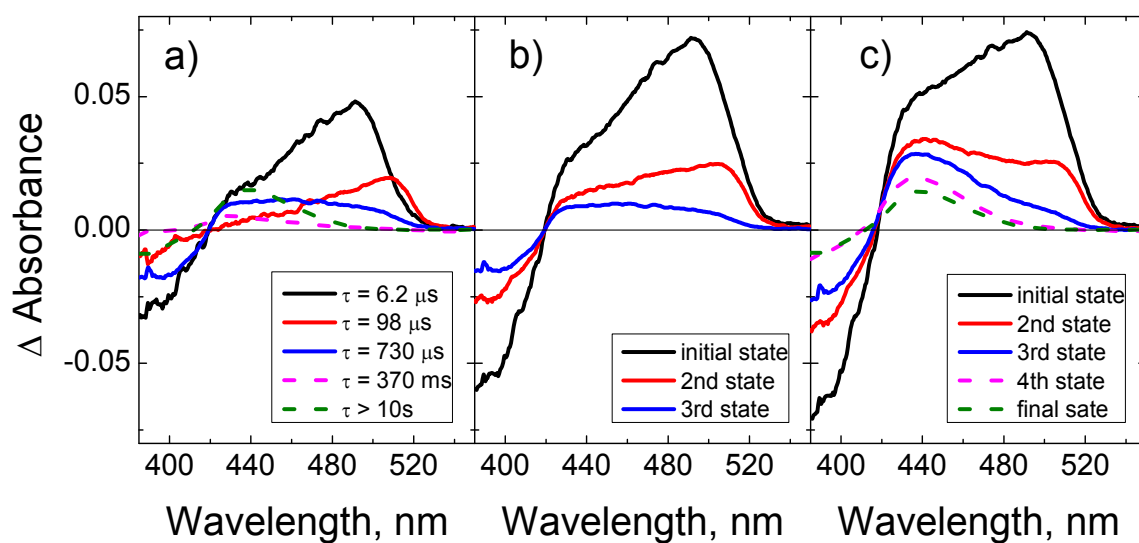 a)
b)
c)
0.05
0.00
-0.05
Δ Absorbance
τ = 6.2 μs
τ = 98 μs
τ = 730 μs
τ = 370 ms
τ > 10s
initial state
2nd state
3rd state
initial state
2nd state
3rd state
4th state
final sate
400 440 480 520
400 440 480 520
400 440 480 520
Wavelength, nm
Wavelength, nm
Wavelength, nm